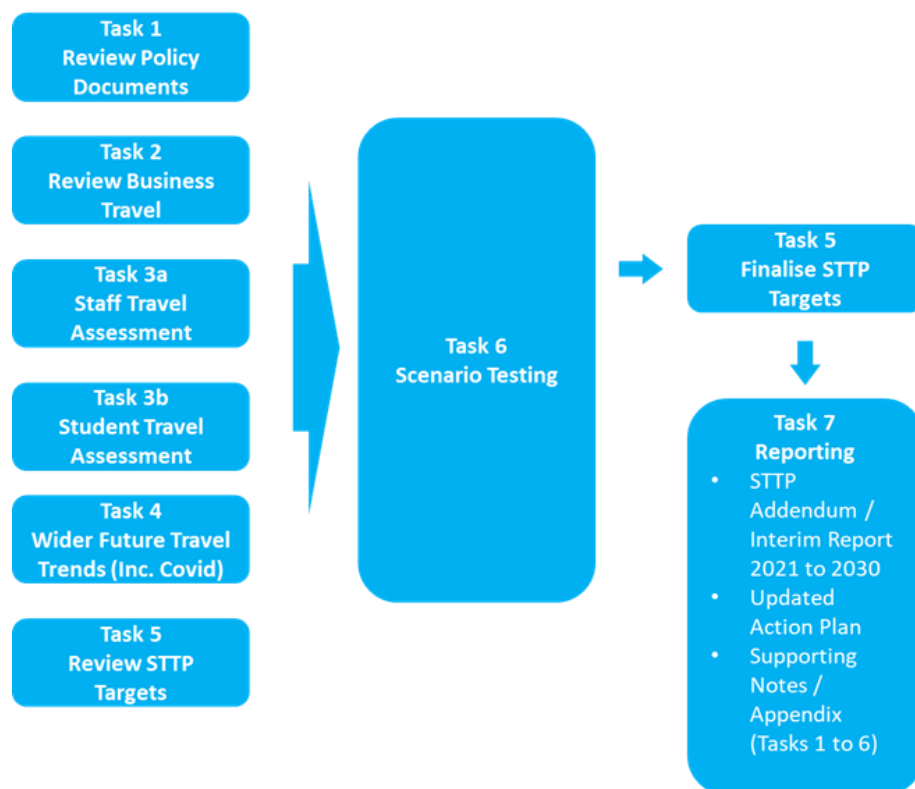 Task 1
Review Policy
Documents
Task 2
Review Business
Travel
Task 3a
Staff Travel
Assessment
Task 3b
Student Travel
Assessment
Task 4
Wider Future Travel
Trends (Inc. Covid)
Task 5
Review STTP
Targets
Task 6
Scenario Testing
Task 5
Finalise STTP
Targets
Task 7
Reporting
• STTP
Addendum /
Interim Report
2021 to 2030
• Updated
Action Plan
• Supporting
Notes /
Appendix
(Tasks 1 to 6)